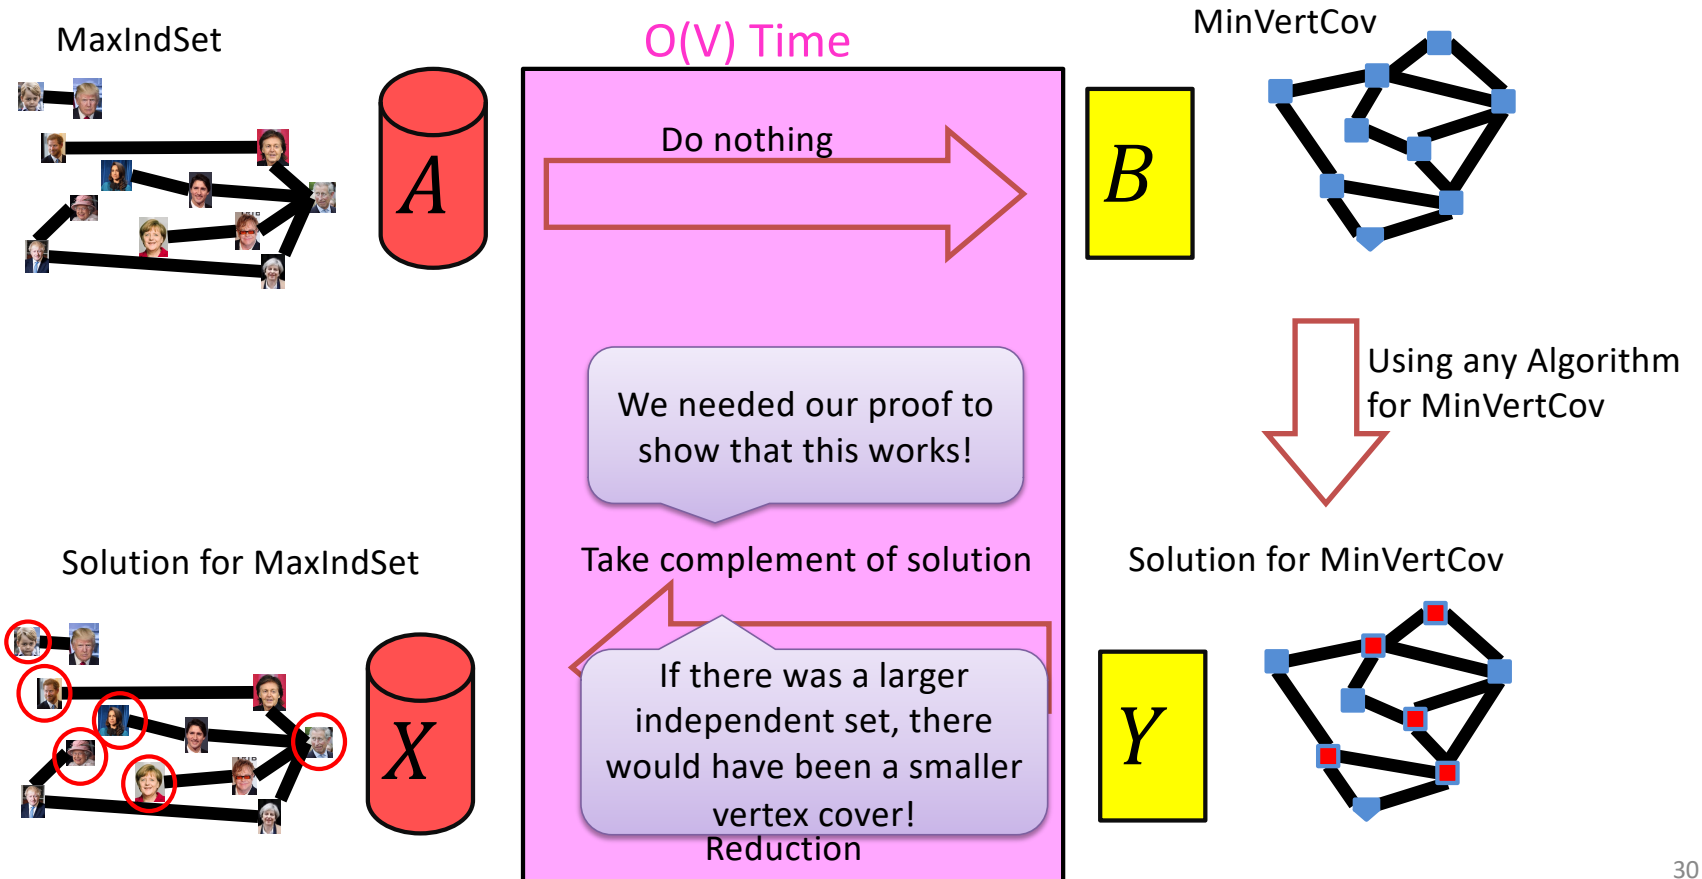 MaxIndSet
O(V) Time
MinVertCov
A
Do nothing
B
We needed our proof to
show that this works!
Using any Algorithm
for MinVertCov
Solution for MaxIndSet
Take complement of solution
Solution for MinVertCov
X
If there was a larger
independent set, there
would have been a smaller
vertex cover!
Y
Reduction
30